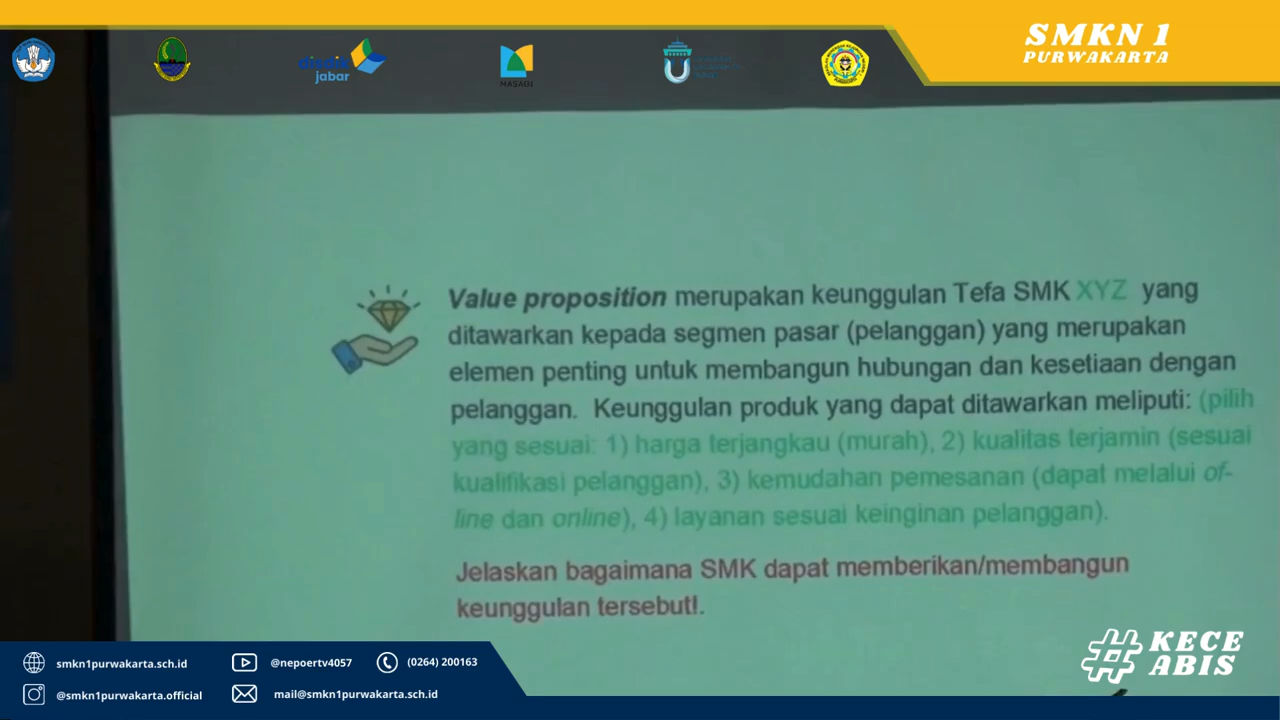 SMKN 1
PURWAKARTA
disdik
jabar
MASAGI
Value proposition merupakan keunggulan Tefa SMK XYZ yang
ditawarkan kepada segmen pasar (pelanggan) yang merupakan
elemen penting untuk membangun hubungan dan kesetiaan dengan
pelanggan. Keunggulan produk yang dapat ditawarkan meliputi: (pilih
yang sesuai: 1) harga terjangkau (murah), 2) kualitas terjamin (sesuai
kualifikasi pelanggan), 3) kemudahan pemesanan (dapat melalui of-
line dan online), 4) layanan sesuai keinginan pelanggan).
Jelaskan bagaimana SMK dapat memberikan/membangun
keunggulan tersebut!.
# KECE
ABIS
smkn1purwakarta.sch.id
@nepoertv4057
(0264) 200163
@smkn1purwakarta.official
mail@smkn1purwakarta.sch.id